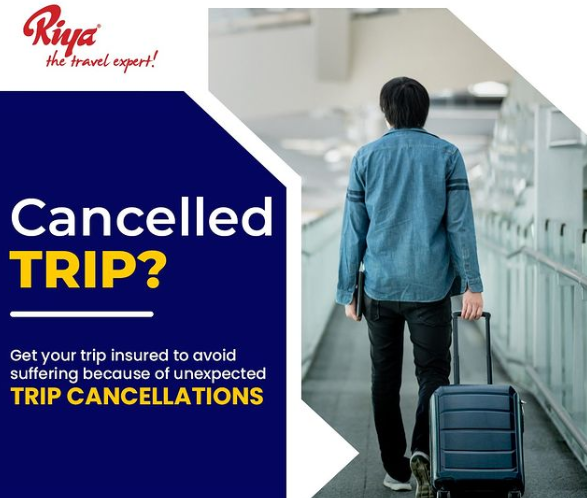 Riya
the travel expert!
Cancelled
TRIP?
Get your trip insured to avoid
suffering because of unexpected
TRIP CANCELLATIONS